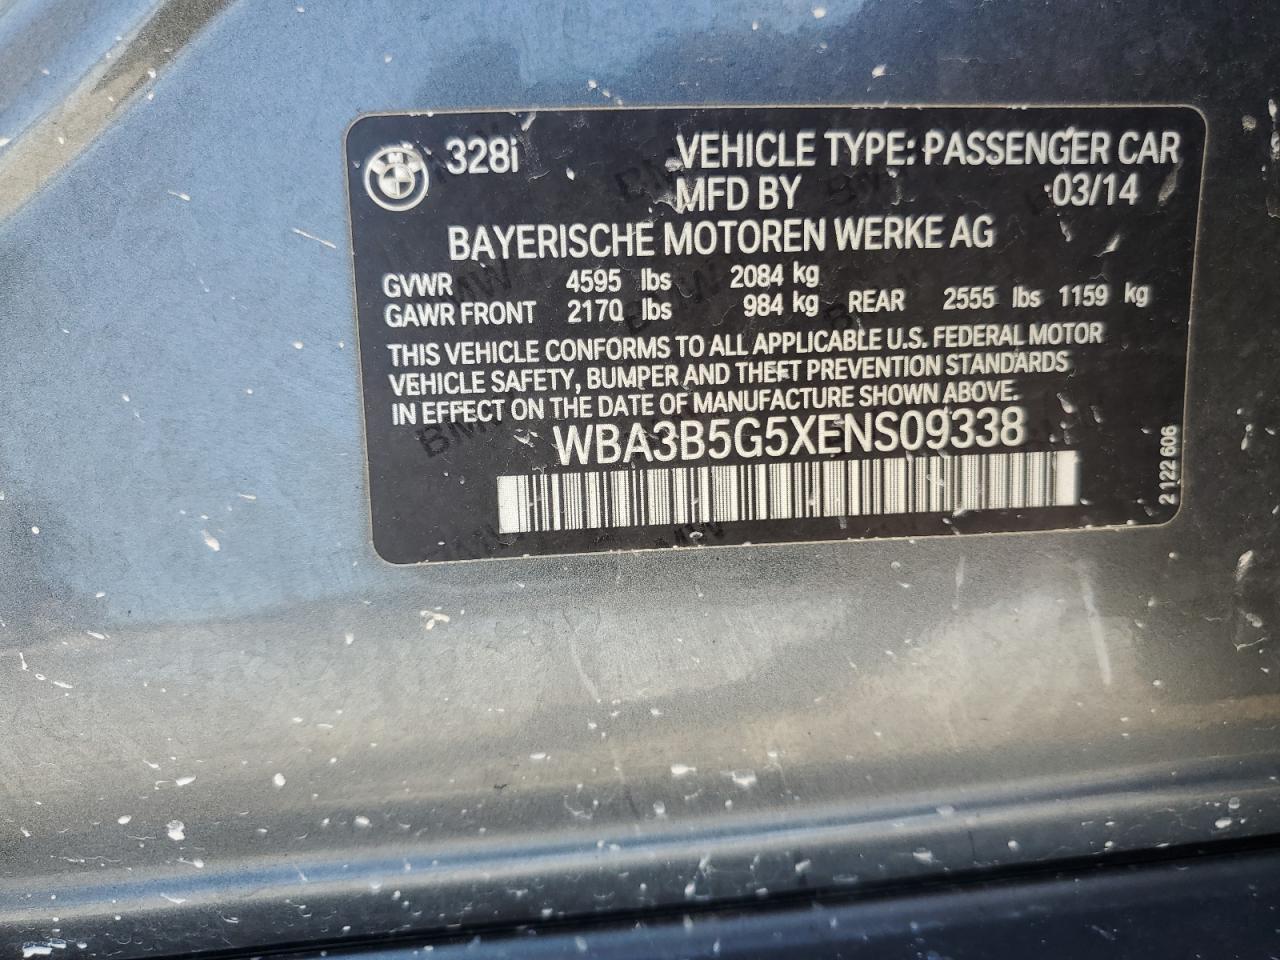 328i VEHICLE TYPE: PASSENGER CAR
MFD BY 03/14
BAYERISCHE MOTOREN WERKE AG
GVWR 4595 lbs 2084 kg
GAWR FRONT 2170 lbs 984 kg REAR 2555 lbs 1159 kg
THIS VEHICLE CONFORMS TO ALL APPLICABLE U.S. FEDERAL MOTOR
VEHICLE SAFETY, BUMPER AND THEFT PREVENTION STANDARDS
IN EFFECT ON THE DATE OF MANUFACTURE SHOWN ABOVE.
WBA3B5G5XENS09338
2 122 606